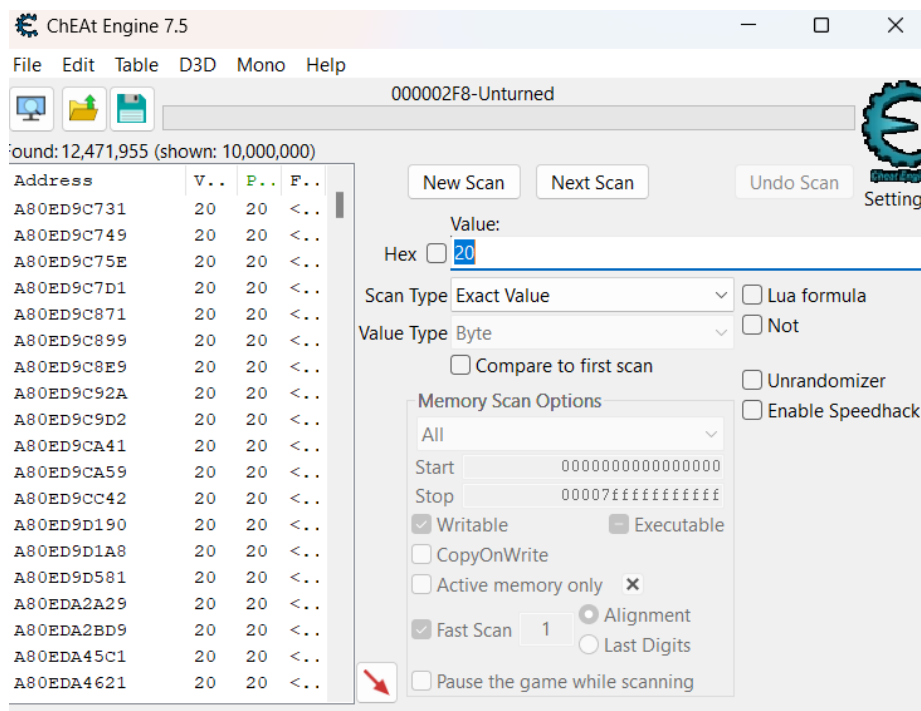 ChEAt Engine 7.5
File Edit Table D3D Mono Help
000002F8-Unturned
ound: 12,471,955 (shown: 10,000,000)
Address V.. P.. F..
A80ED9C731 20 20 <..
A80ED9C749 20 20 <..
A80ED9C75E 20 20 <..
A80ED9C7D1 20 20 <..
A80ED9C871 20 20 <..
A80ED9C899 20 20 <..
A80ED9C8E9 20 20 <..
A80ED9C92A 20 20 <..
A80ED9C9D2 20 20 <..
A80ED9CA41 20 20 <..
A80ED9CA59 20 20 <..
A80ED9CC42 20 20 <..
A80ED9D190 20 20 <..
A80ED9D1A8 20 20 <..
A80ED9D581 20 20 <..
A80EDA2A29 20 20 <..
A80EDA2BD9 20 20 <..
A80EDA45C1 20 20 <..
A80EDA4621 20 20 <..
New Scan Next Scan Undo Scan
Setting
Value:
Hex 20
Scan Type Exact Value
Lua formula
Value Type Byte
Not
Compare to first scan
Unrandomizer
Enable Speedhack
Memory Scan Options
All
Start 0000000000000000
Stop 00007fffffffffff
Writable Executable
CopyOnWrite
Active memory only
Fast Scan 1 Alignment
Last Digits
Pause the game while scanning